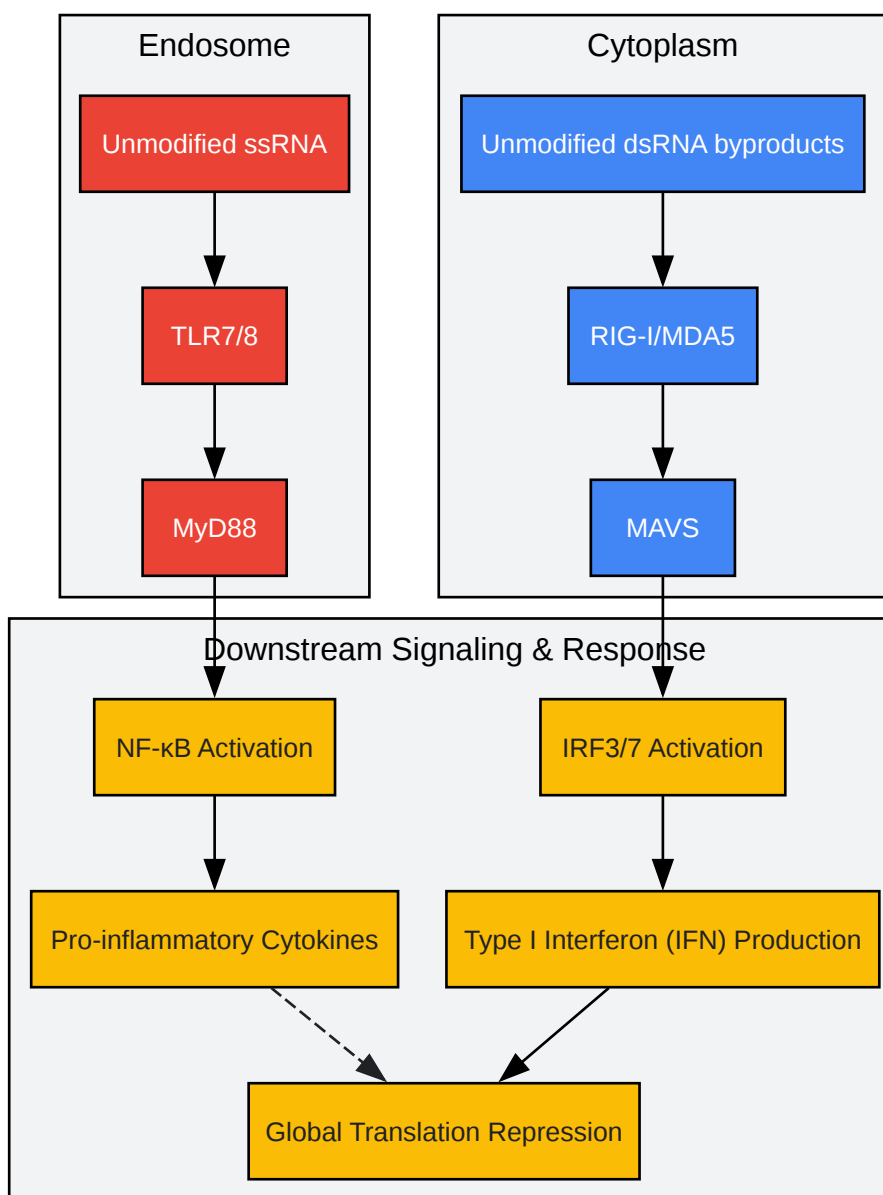 Endosome
Unmodified ssRNA
TLR7/8
MyD88
Cytoplasm
Unmodified dsRNA byproducts
RIG-I/MDA5
MAVS
Downstream Signaling & Response
NF-κB Activation
IRF3/7 Activation
Pro-inflammatory Cytokines
Type I Interferon (IFN) Production
Global Translation Repression